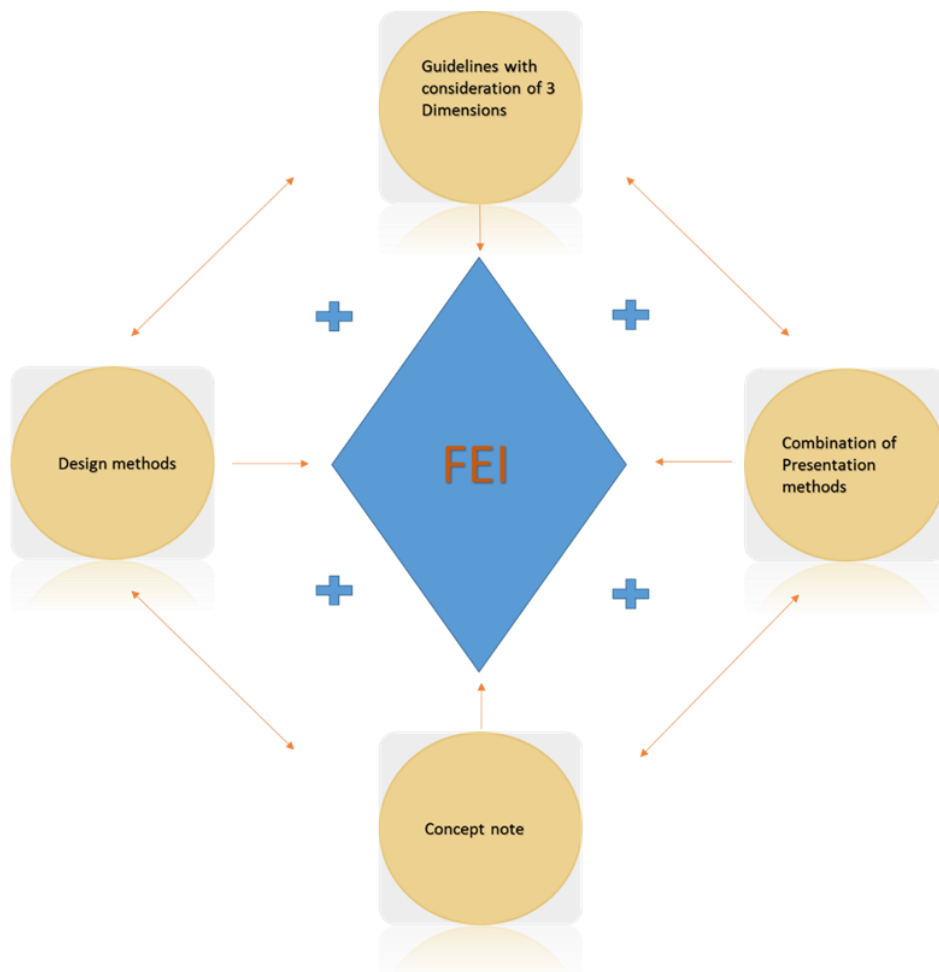 Guidelines with
consideration of 3
Dimensions
Design methods
FEI
Combination of
Presentation
methods
Concept note